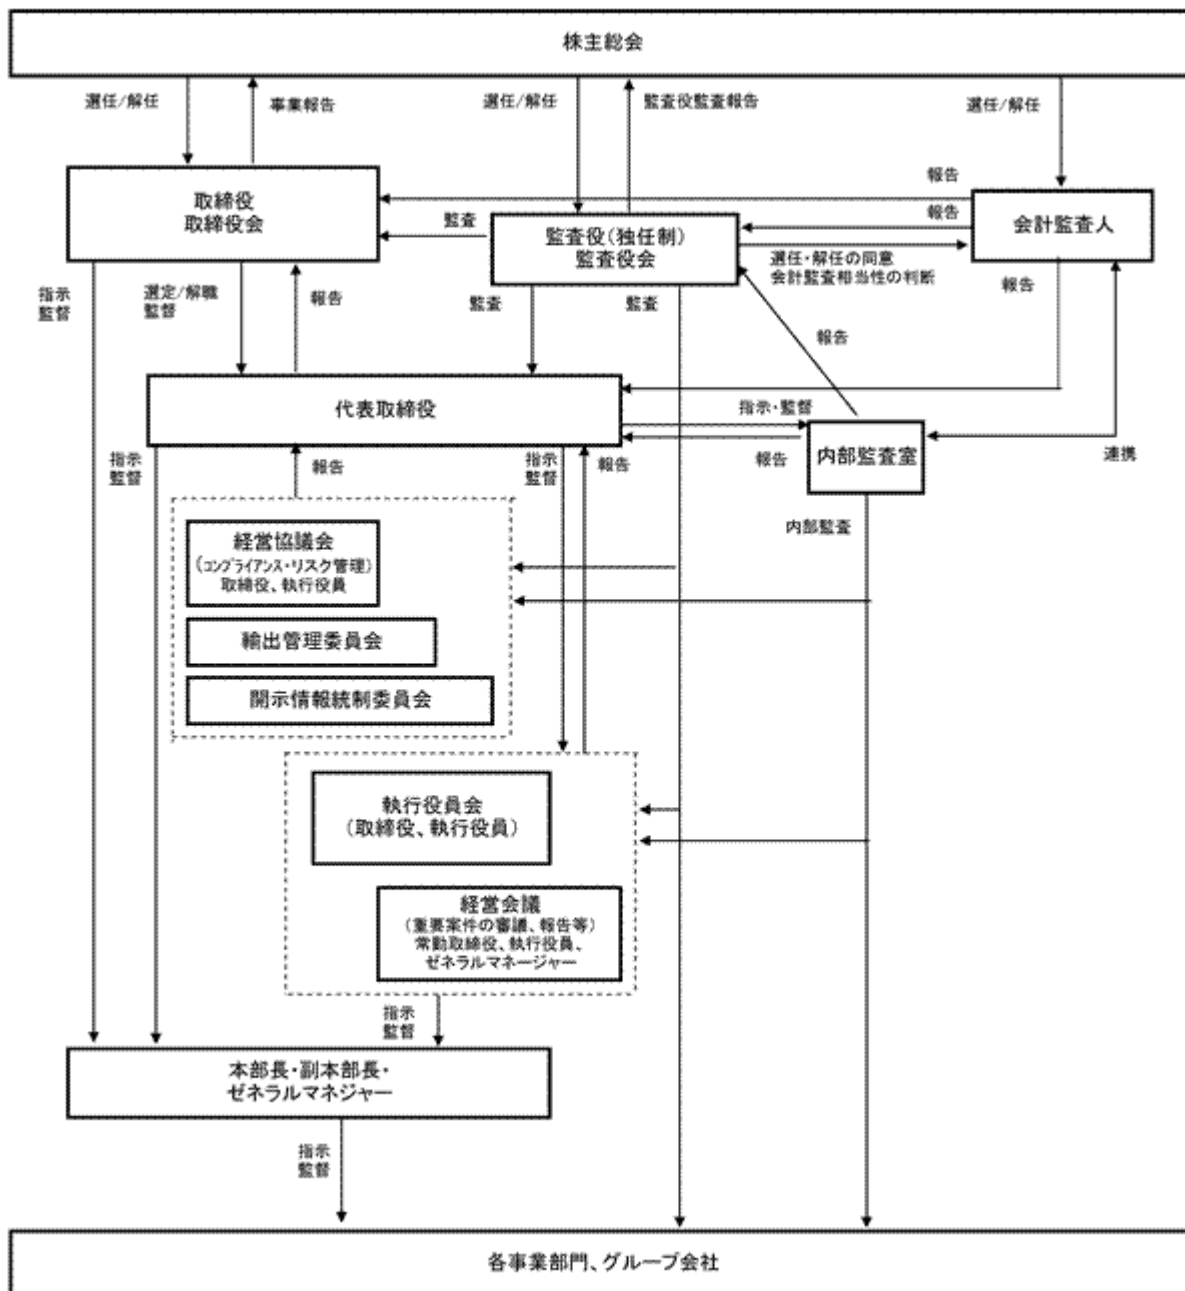 株主総会
選任/解任
事業報告
選任/解任
監査役監査報告
選任/解任
取締役
取締役会
監査
監査役(独任制)
監査役会
報告
報告
会計監査人
選任・解任の同意
会計監査相当性の判断
指示
監督
選定/解職
監督
報告
監査
監査
報告
報告
代表取締役
指示・監督
報告
内部監査室
連携
指示
監督
報告
指示
監督
報告
内部監査
経営協議会
(コンプライアンス・リスク管理)
取締役、執行役員
輸出管理委員会
開示情報統制委員会
執行役員会
(取締役、執行役員)
経営会議
(重要案件の審議、報告等)
常勤取締役、執行役員、
ゼネラルマネージャー
指示
監督
本部長・副本部長・
ゼネラルマネジャー
指示
監督
各事業部門、グループ会社